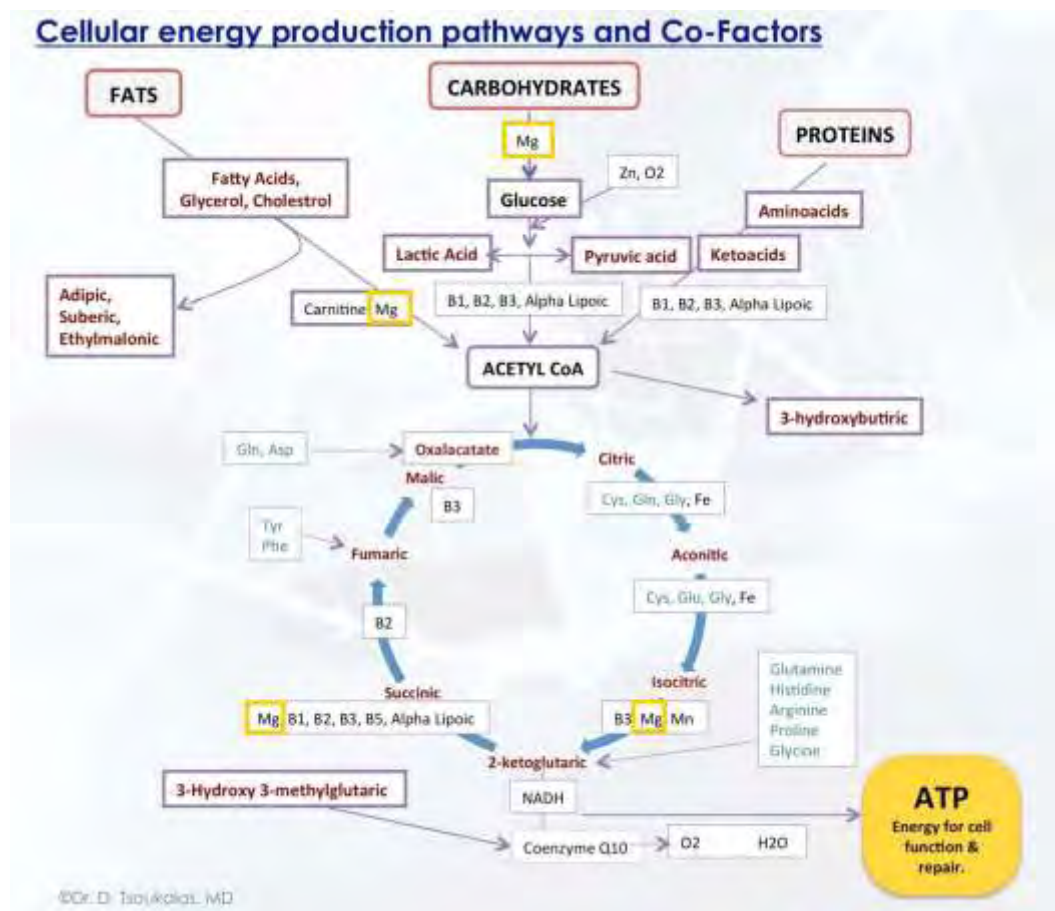 Cellular energy production pathways and Co-Factors
FATS
CARBOHYDRATES
PROTEINS
Mg
Zn, O2
Fatty Acids,
Glycerol, Cholestrol
Glucose
Aminoacids
Lactic Acid
Pyruvic acid
Ketoacids
Adipic,
Suberic,
Ethylmalonic
Carnitine Mg
B1, B2, B3, Alpha Lipoic
B1, B2, B3, Alpha Lipoic
ACETYL CoA
3-hydroxybutiric
Gln, Asp
Oxalacatate
Citric
Malic
B3
Cys, Gln, Gly, Fe
Tyr
Phe
Fumaric
Aconitic
Cys, Glu, Gly, Fe
B2
Succinic
Isocitric
Glutamine
Histidine
Arginine
Proline
Glycine
Mg B1, B2, B3, B5, Alpha Lipoic
B3 Mg Mn
2-ketoglutaric
3-Hydroxy 3-methylglutaric
NADH
ATP
Energy for cell
function &
repair.
Coenzyme Q10
O2 H2O
©Dr. D. Tsoukalas, MD